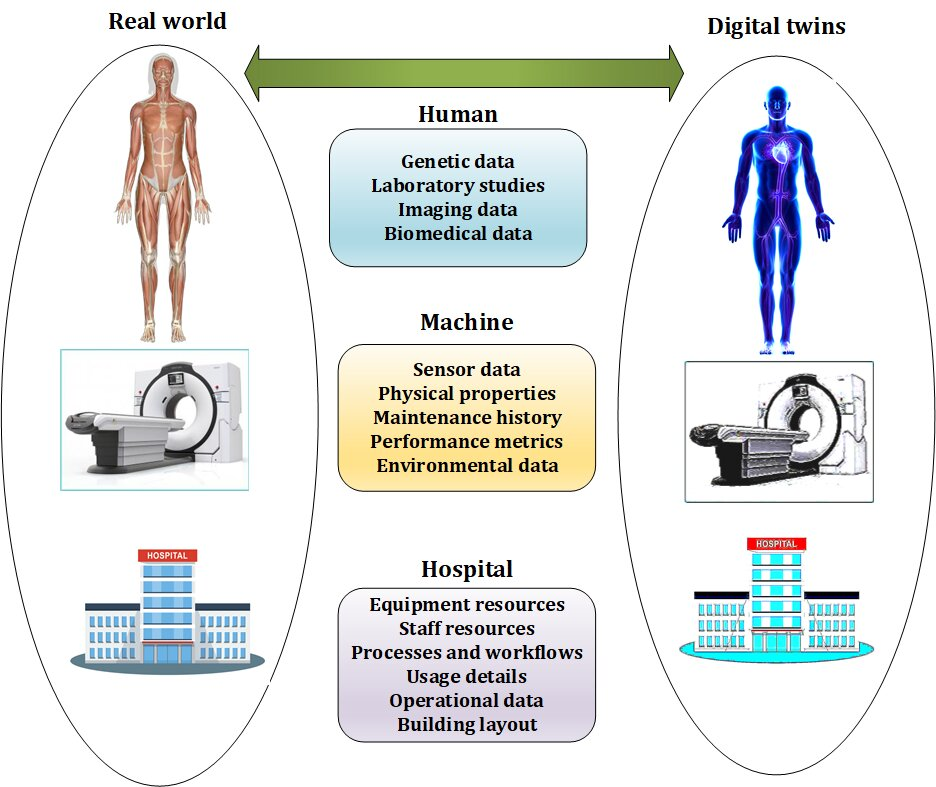 Real world
Digital twins
Human
Genetic data
Laboratory studies
Imaging data
Biomedical data
Machine
Sensor data
Physical properties
Maintenance history
Performance metrics
Environmental data
HOSPITAL
HOSPITAL
Hospital
Equipment resources
Staff resources
Processes and workflows
Usage details
Operational data
Building layout